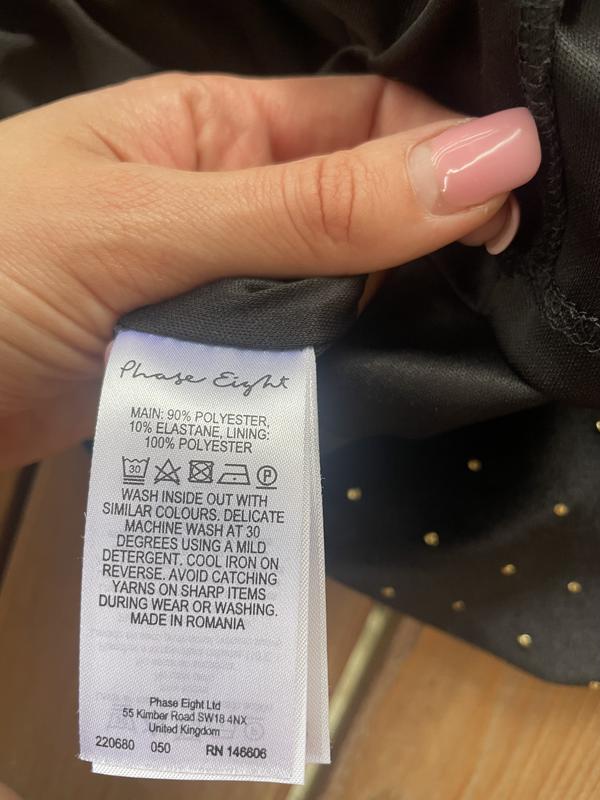 Phase Eight
MAIN: 90% POLYESTER,
10% ELASTANE, LINING:
100% POLYESTER
30 P
WASH INSIDE OUT WITH
SIMILAR COLOURS. DELICATE
MACHINE WASH AT 30
DEGREES USING A MILD
DETERGENT. COOL IRON ON
REVERSE. AVOID CATCHING
YARNS ON SHARP ITEMS
DURING WEAR OR WASHING.
MADE IN ROMANIA
Phase Eight Ltd
55 Kimber Road SW18 4NX
United Kingdom
220680 050 RN 146606